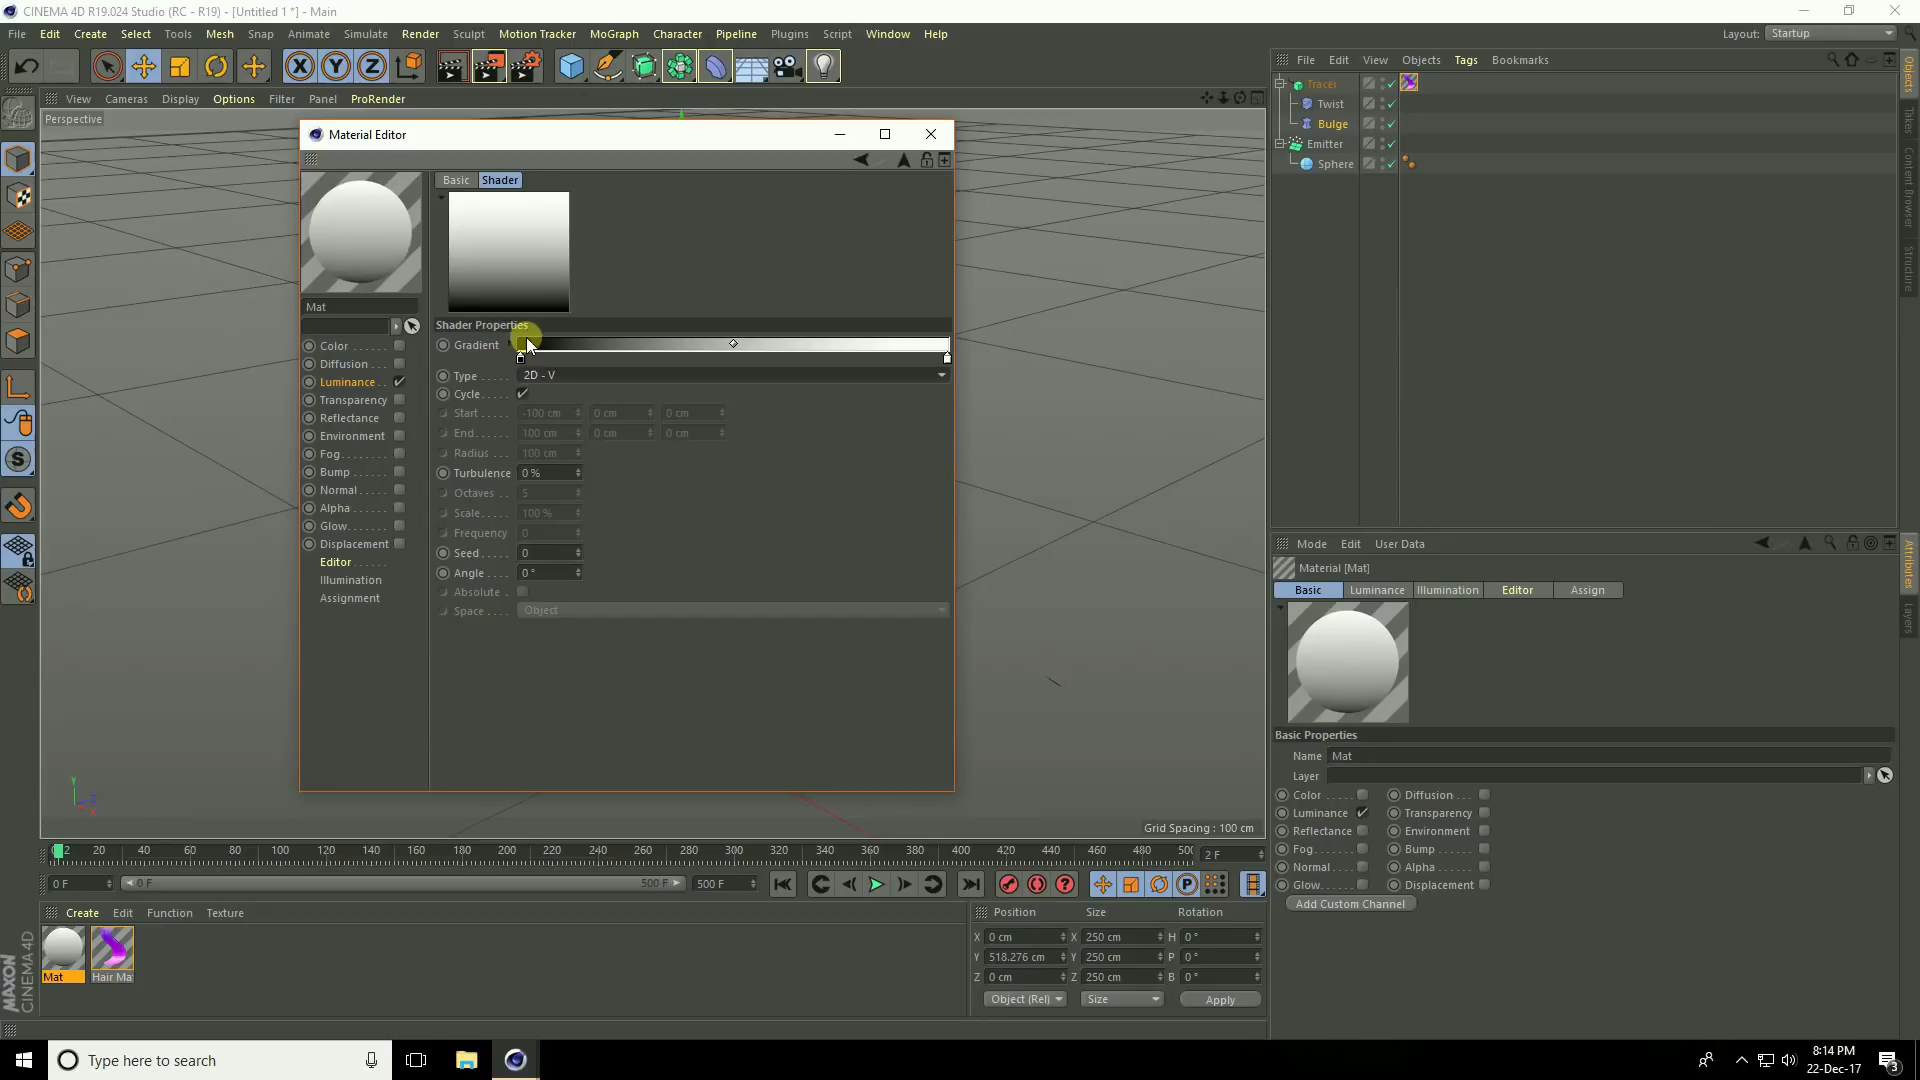 CINEMA 4D R19.024 Studio (RC - R19) - [Untitled 1 *] - Main
File Edit Create Select Tools Mesh Snap Animate Simulate Render Sculpt Motion Tracker MoGraph Character Pipeline Plugins Script Window Help
Layout: Startup
File Edit View Objects Tags Bookmarks
View Cameras Display Options Filter Panel ProRender
Perspective
Tracer
Twist
Bulge
Emitter
Sphere
Objects
Takes
Content Browser
Structure
Material Editor
Basic Shader
Mat
Color
Diffusion
Luminance
Transparency
Reflectance
Environment
Fog
Bump
Normal
Alpha
Glow
Displacement
Editor
Illumination
Assignment
Shader Properties
Gradient
Type 2D - V
Cycle
Start -100 cm 0 cm 0 cm
End 100 cm 0 cm 0 cm
Radius 100 cm
Turbulence 0 %
Octaves 5
Scale 100 %
Frequency 0
Seed 0
Angle 0 °
Absolute
Space Object
Mode Edit User Data
Material [Mat]
Basic Luminance Illumination Editor Assign
Attributes
Layers
Basic Properties
Name Mat
Layer
Color Diffusion
Luminance Transparency
Reflectance Environment
Fog Bump
Normal Alpha
Glow Displacement
Add Custom Channel
Grid Spacing : 100 cm
Y
Z
X
2 20 40 60 80 100 120 140 160 180 200 220 240 260 280 300 320 340 360 380 400 420 440 460 480 500
2 F
0 F 0 F 500 F 500 F
Create Edit Function Texture
Mat Hair Ma
Position Size Rotation
X 0 cm X 250 cm H 0 °
Y 518.276 cm Y 250 cm P 0 °
Z 0 cm Z 250 cm B 0 °
Object (Rel) Size Apply
MAXON
CINEMA 4D
Type here to search
8:14 PM
22-Dec-17
3